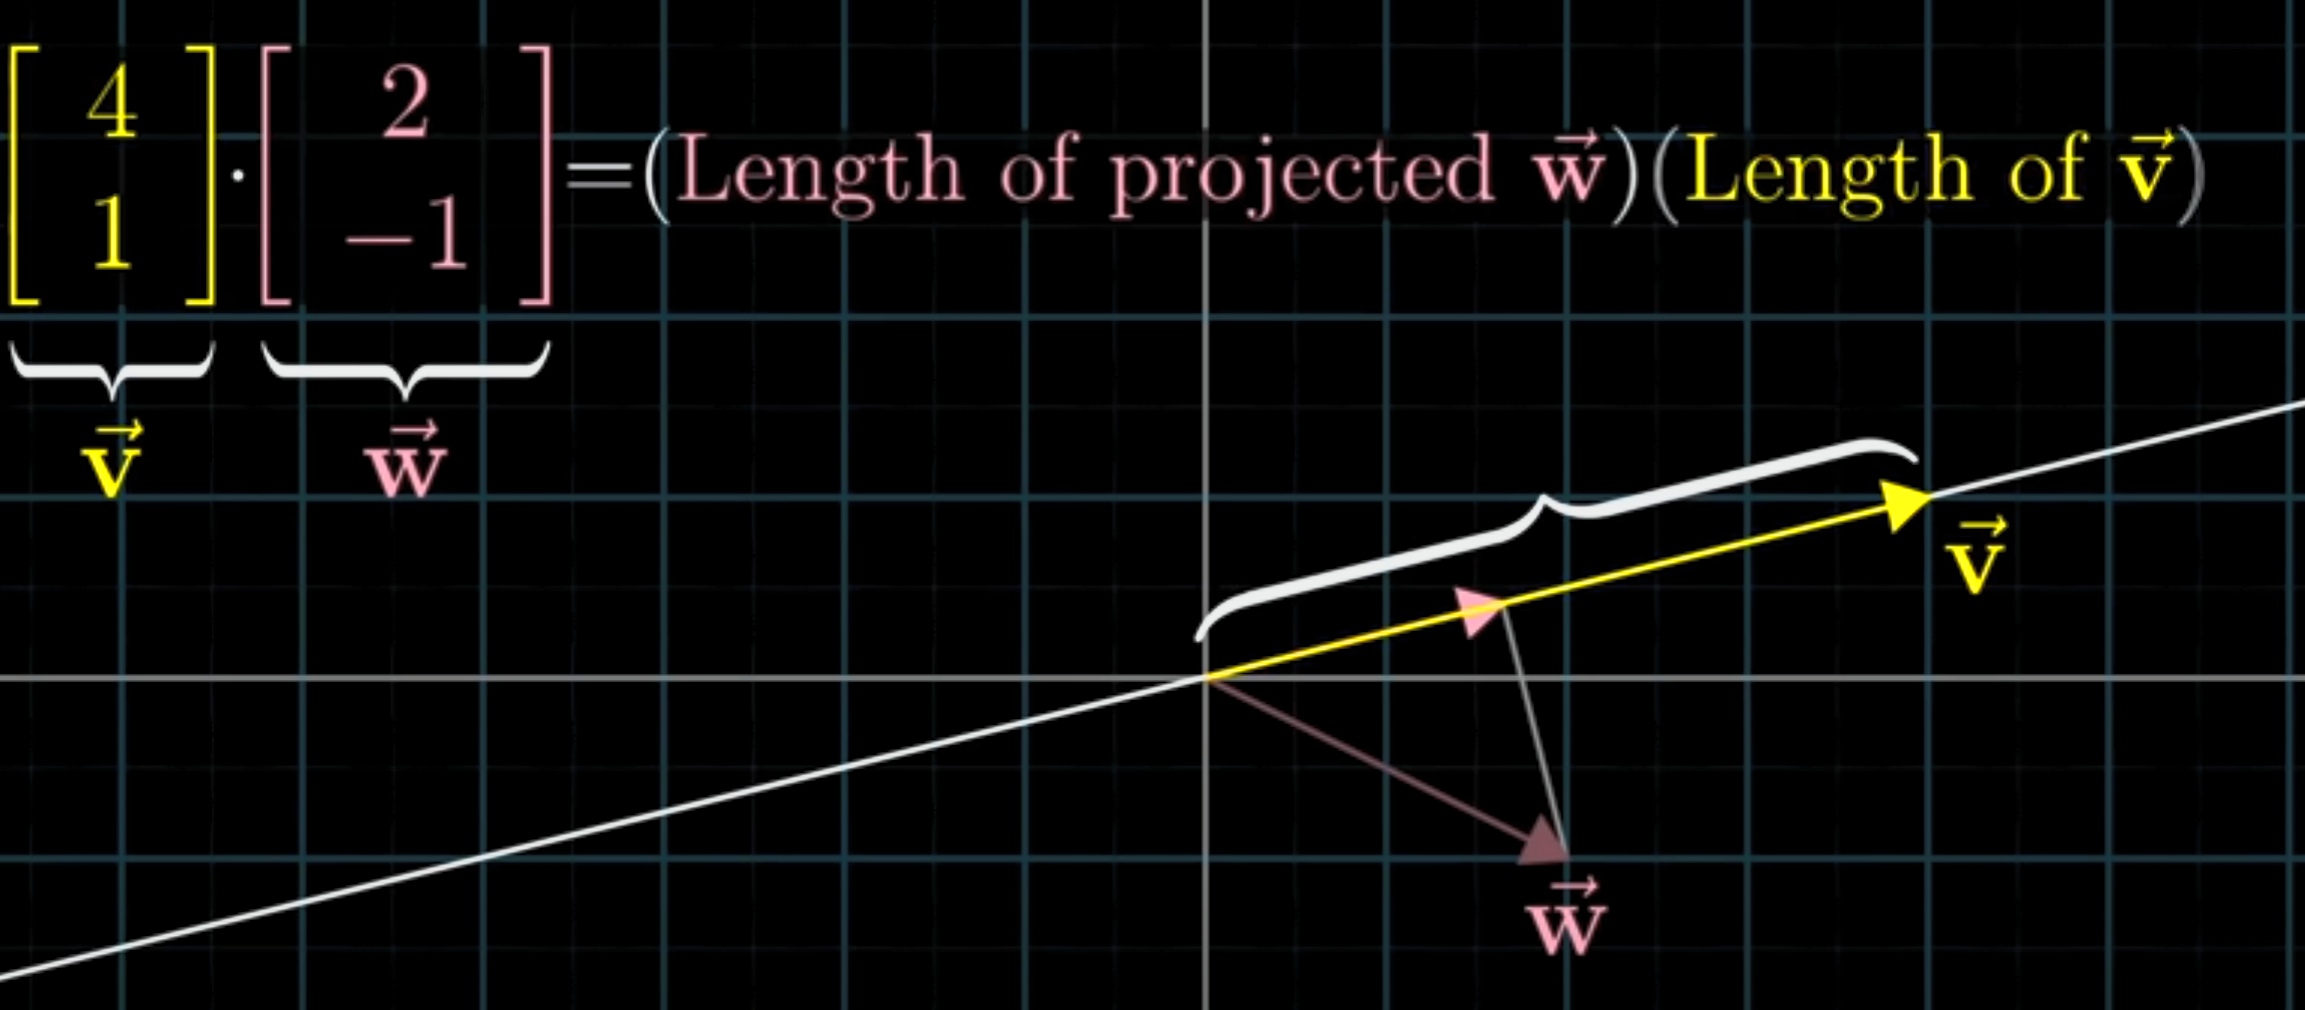 [4 1] · [2 −1] = (Length of projected w⃗)(Length of v⃗)
v⃗ w⃗
v⃗
w⃗